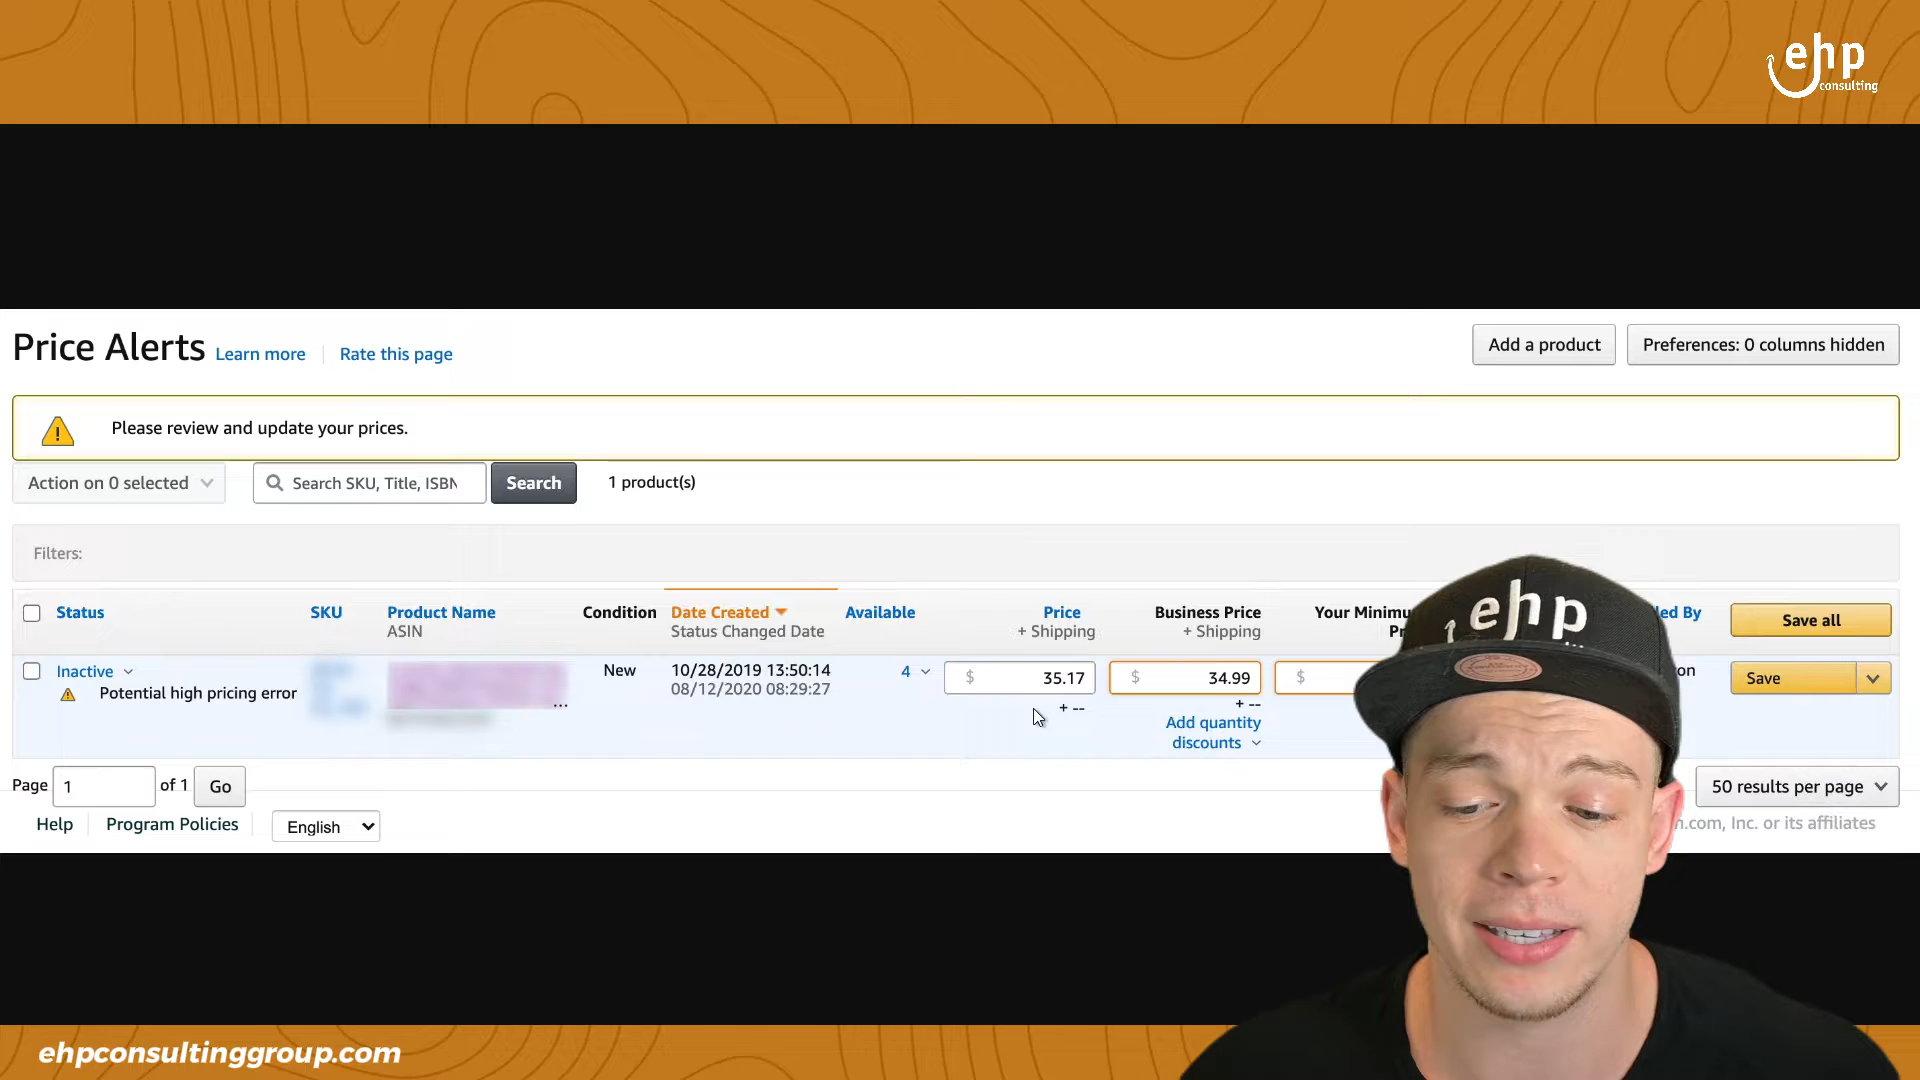 ehp
consulting
Price Alerts Learn more Rate this page
Add a product Preferences: 0 columns hidden
Please review and update your prices.
Action on 0 selected Search SKU, Title, ISBN Search 1 product(s)
Filters:
Status SKU Product Name Condition Date Created Available Price Business Price Your Minimu Save all
ASIN Status Changed Date + Shipping + Shipping
Inactive New 10/28/2019 13:50:14 4 $ 35.17 $ 34.99 $ Save
Potential high pricing error ... 08/12/2020 08:29:27
+ -- + --
Add quantity
discounts
Page 1 of 1 Go 50 results per page
Help Program Policies English .com, Inc. or its affiliates
ehp
ehpconsultinggroup.com